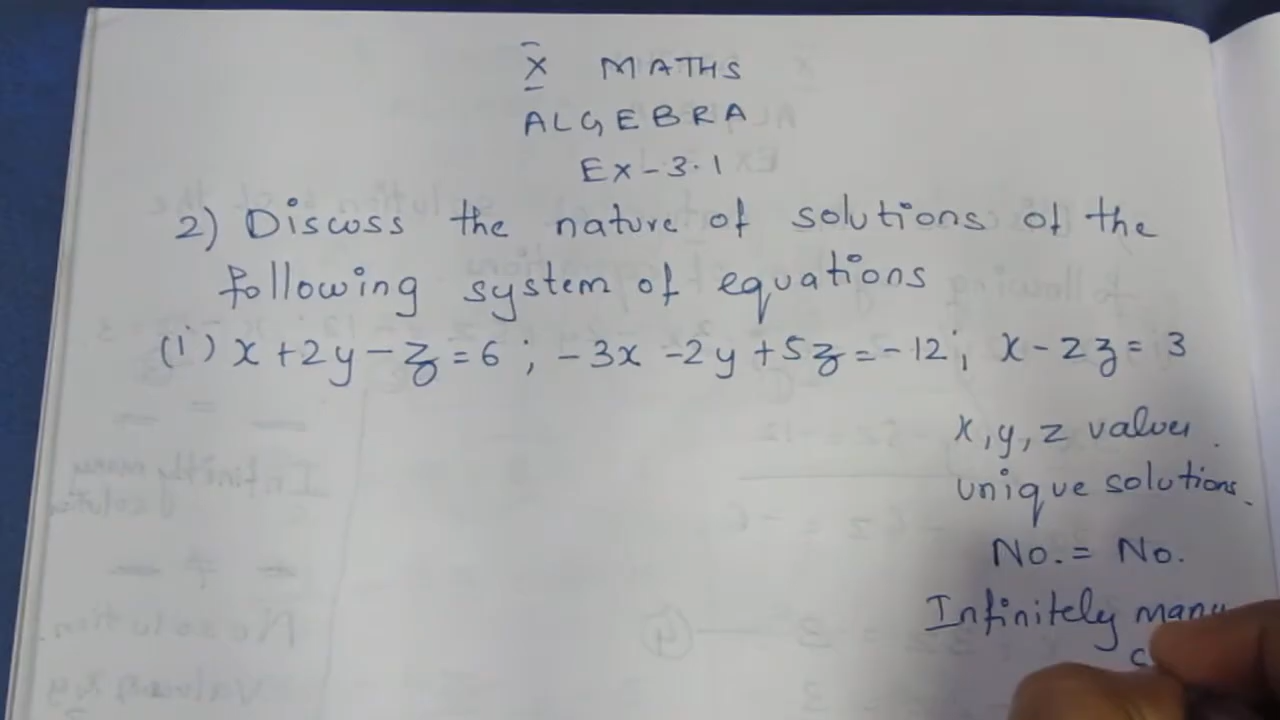 X MATHS
ALGEBRA
Ex - 3.1
2) Discuss the nature of solutions of the
following system of equations
(i) x + 2y - z = 6 ; - 3x - 2y + 5z = - 12 ; x - 2z = 3
x, y, z values.
unique solutions.
No. = No.
Infinitely many